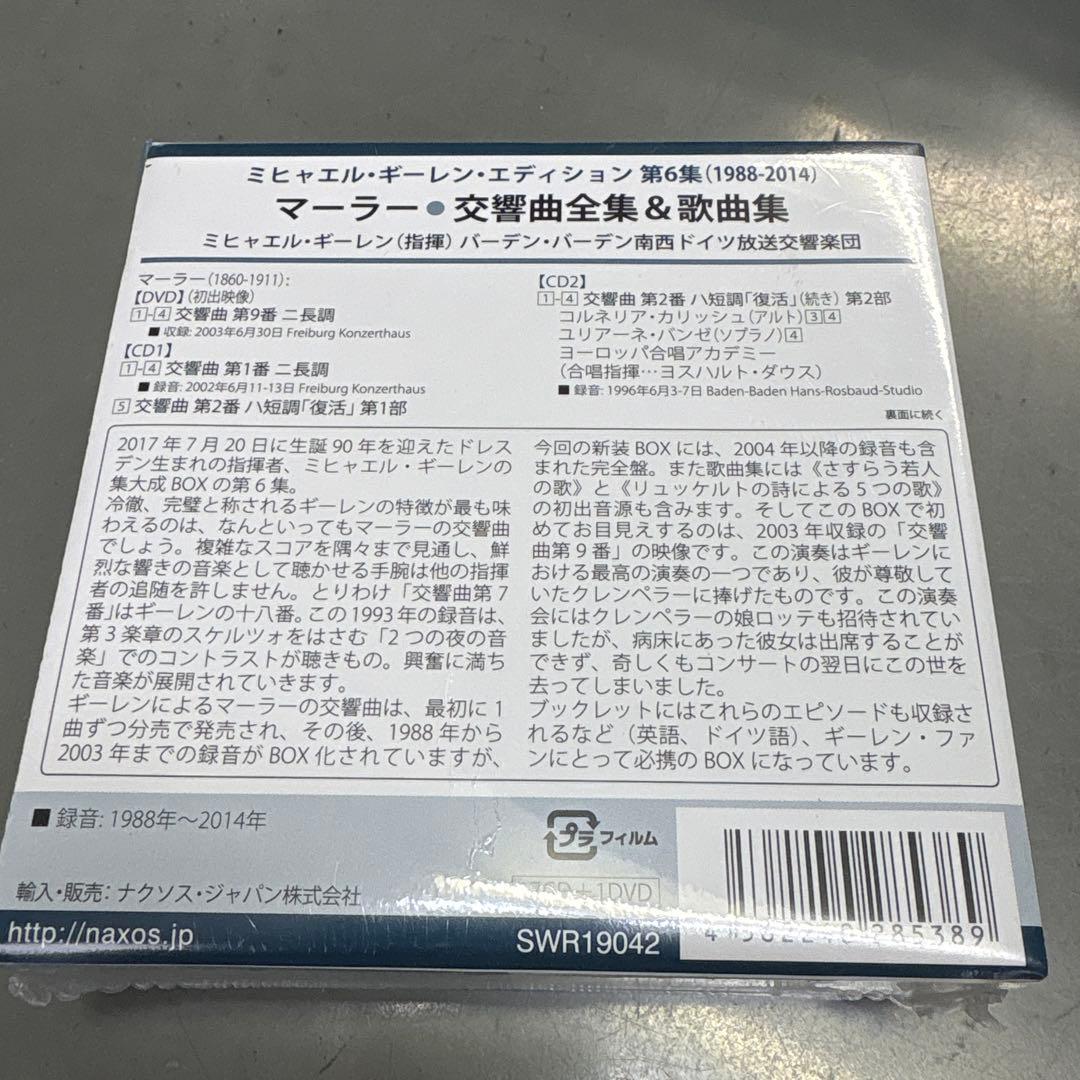 ミヒャエル・ギーレン・エディション 第6集(1988-2014)
マーラー●交響曲全集&歌曲集
ミヒャエル・ギーレン(指揮) バーデン・バーデン南西ドイツ放送交響楽団
マーラー(1860-1911):
【DVD】(初出映像)
1-4 交響曲 第9番 ニ長調
■ 収録: 2003年6月30日 Freiburg Konzerthaus
【CD1】
1-4 交響曲 第1番 ニ長調
■ 録音: 2002年6月11-13日 Freiburg Konzerthaus
5 交響曲 第2番 ハ短調「復活」 第1部
【CD2】
1-4 交響曲 第2番 ハ短調「復活」(続き) 第2部
コルネリア・カリッシュ(アルト) 3 4
ユリアーネ・バンゼ(ソプラノ) 4
ヨーロッパ合唱アカデミー
(合唱指揮…ヨスハルト・ダウス)
■ 録音: 1996年6月3-7日 Baden-Baden Hans-Rosbaud-Studio
裏面に続く
2017年7月20日に生誕90年を迎えたドレス
デン生まれの指揮者、ミヒャエル・ギーレンの
集大成BOXの第6集。
冷徹、完璧と称されるギーレンの特徴が最も味
わえるのは、なんといってもマーラーの交響曲
でしょう。複雑なスコアを隅々まで見通し、鮮
烈な響きの音楽として聴かせる手腕は他の指揮
者の追随を許しません。とりわけ「交響曲第7
番」はギーレンの十八番。この1993年の録音は、
第3楽章のスケルツォをはさむ「2つの夜の音
楽」でのコントラストが聴きもの。興奮に満ち
た音楽が展開されていきます。
ギーレンによるマーラーの交響曲は、最初に1
曲ずつ分売で発売され、その後、1988年から
2003年までの録音がBOX化されていますが、
今回の新装BOXには、2004年以降の録音も含
まれた完全盤。また歌曲集には《さすらう若人
の歌》と《リュッケルトの詩による5つの歌》
の初出音源も含みます。そしてこのBOXで初
めてお目見えするのは、2003年収録の「交響
曲第9番」の映像です。この演奏はギーレンに
おける最高の演奏の一つであり、彼が尊敬して
いたクレンペラーに捧げたものです。この演奏
会にはクレンペラーの娘ロッテも招待されてい
ましたが、病床にあった彼女は出席することが
できず、奇しくもコンサートの翌日にこの世を
去ってしまいました。
ブックレットにはこれらのエピソードも収録さ
れるなど(英語、ドイツ語)、ギーレン・ファ
ンにとって必携のBOXになっています。
■ 録音: 1988年〜2014年
プラ フィルム
輸入・販売: ナクソス・ジャパン株式会社
+1DVD
http://naxos.jp
SWR19042